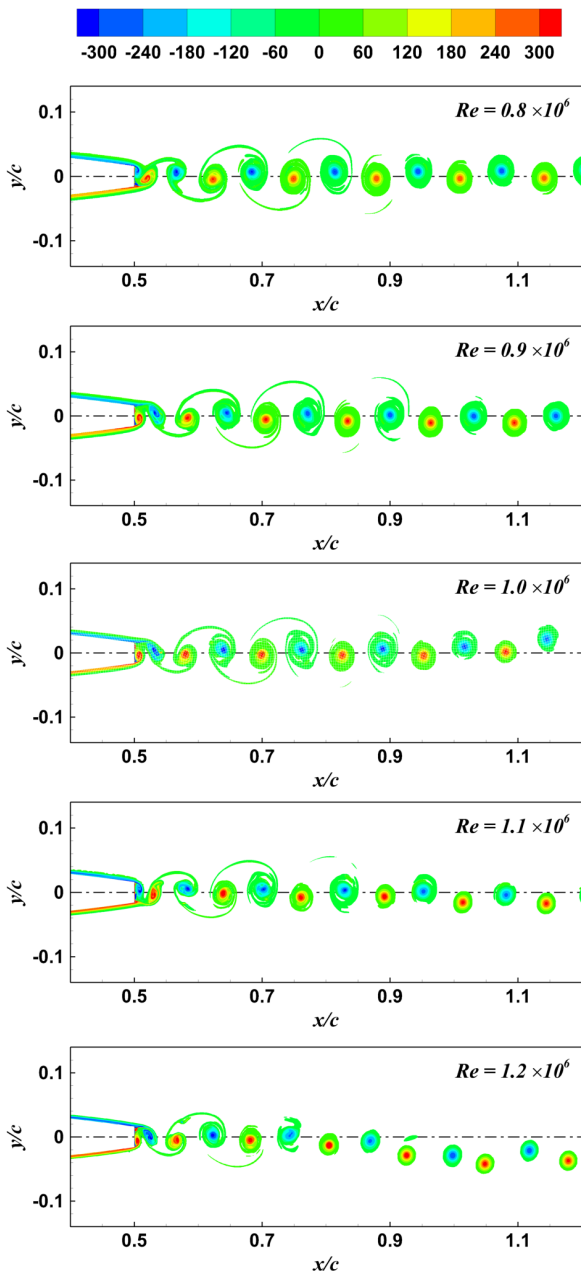 -300 -240 -180 -120 -60 0 60 120 180 240 300
Re = 0.8 ×10⁶
0.1
y/c
0
-0.1
0.5 0.7 0.9 1.1
x/c
Re = 0.9 ×10⁶
0.1
y/c
0
-0.1
0.5 0.7 0.9 1.1
x/c
Re = 1.0 ×10⁶
0.1
y/c
0
-0.1
0.5 0.7 0.9 1.1
x/c
Re = 1.1 ×10⁶
0.1
y/c
0
-0.1
0.5 0.7 0.9 1.1
x/c
Re = 1.2 ×10⁶
0.1
y/c
0
-0.1
0.5 0.7 0.9 1.1
x/c